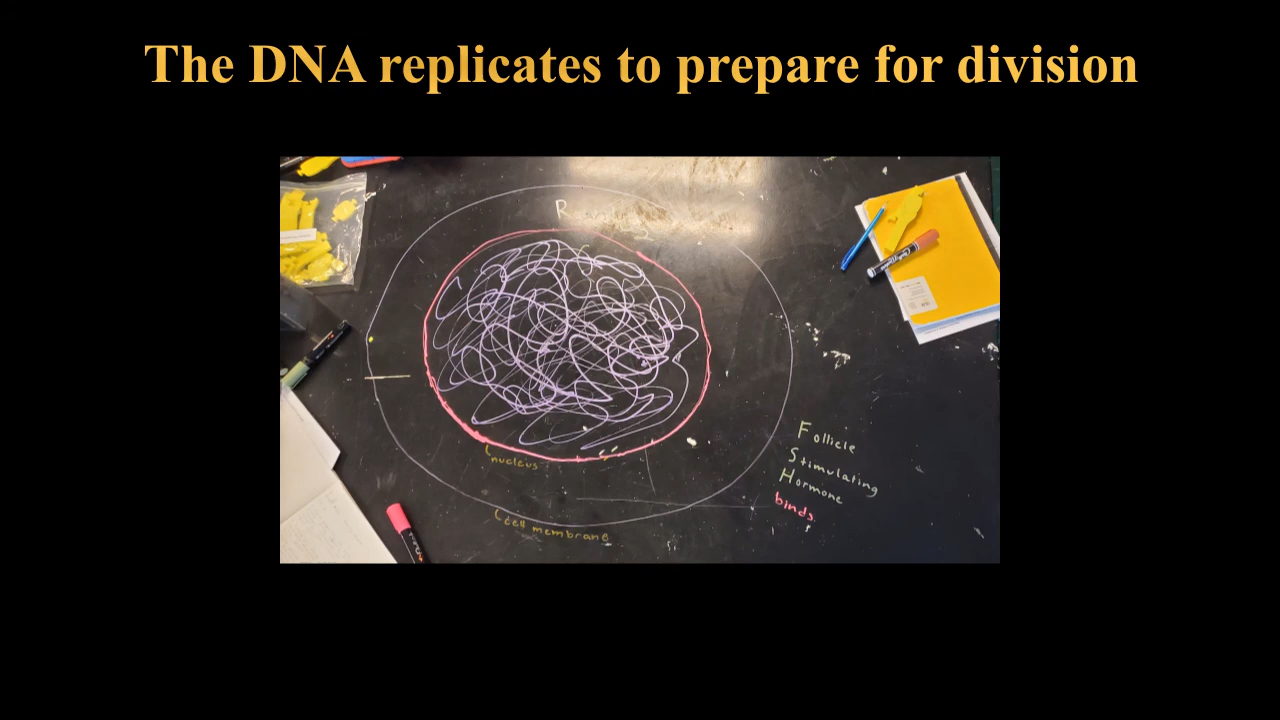 The DNA replicates to prepare for division
nucleus
cell membrane
Follicle
Stimulating
Hormone
binds